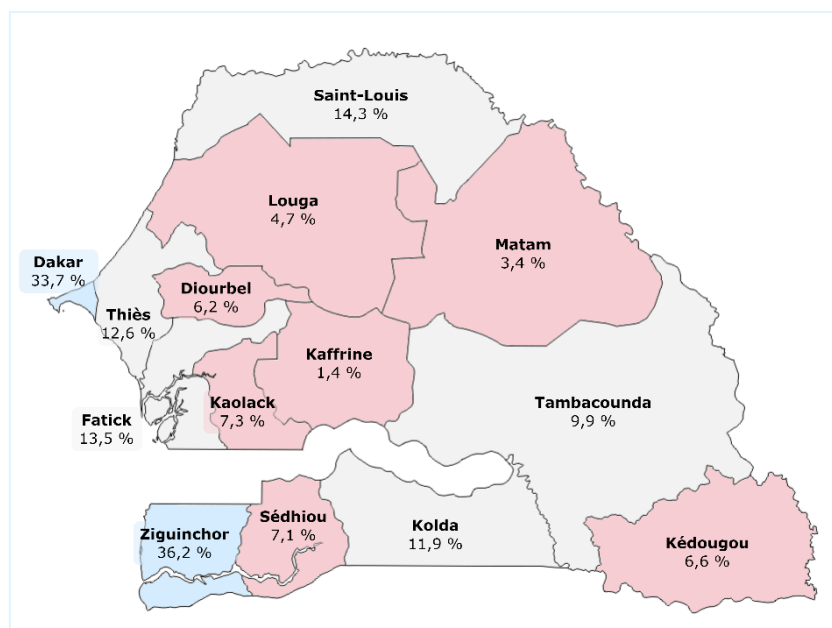 Saint-Louis
14,3 %
Louga
4,7 %
Matam
3,4 %
Dakar
33,7 %
Diourbel
6,2 %
Thiès
12,6 %
Kaffrine
1,4 %
Kaolack
7,3 %
Tambacounda
9,9 %
Fatick
13,5 %
Ziguinchor
36,2 %
Sédhiou
7,1 %
Kolda
11,9 %
Kédougou
6,6 %